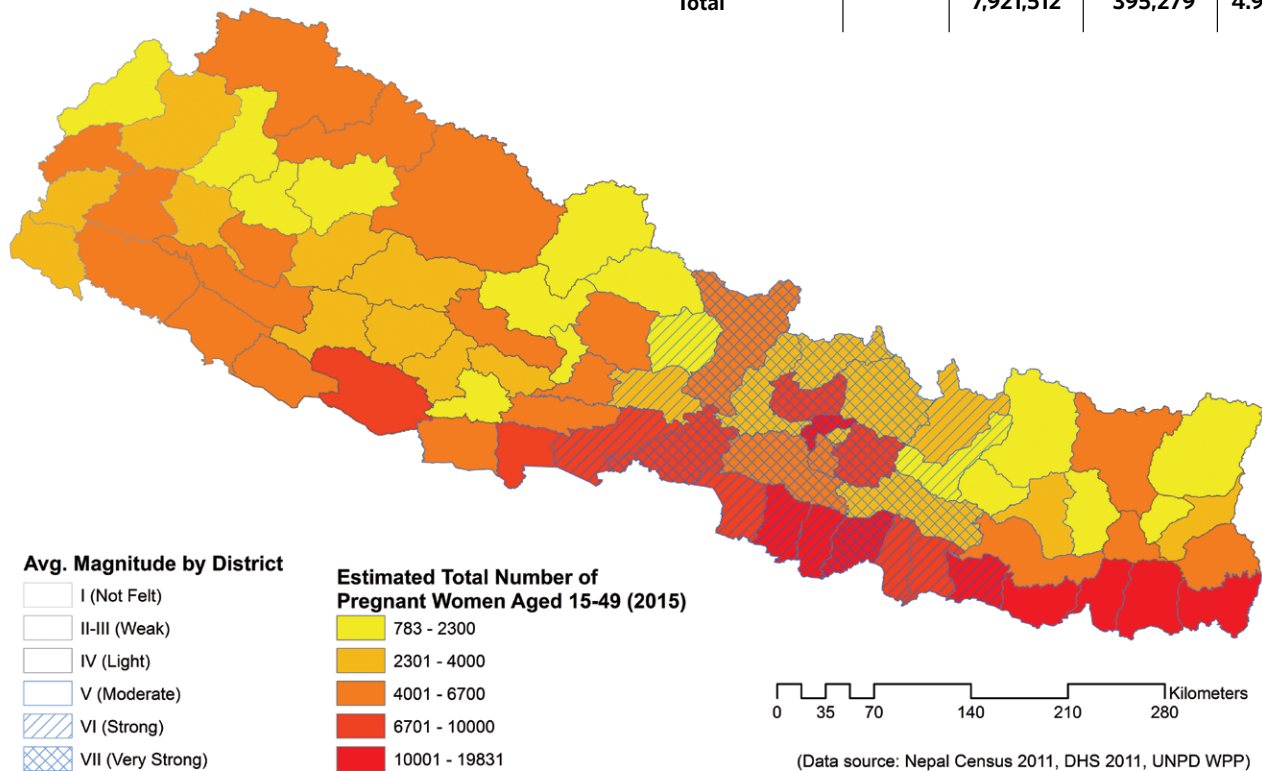 Total 7,921,512 395,279 4.9
Avg. Magnitude by District
I (Not Felt)
II-III (Weak)
IV (Light)
V (Moderate)
VI (Strong)
VII (Very Strong)
Estimated Total Number of
Pregnant Women Aged 15-49 (2015)
783 - 2300
2301 - 4000
4001 - 6700
6701 - 10000
10001 - 19831
Kilometers
0 35 70 140 210 280
(Data source: Nepal Census 2011, DHS 2011, UNPD WPP)